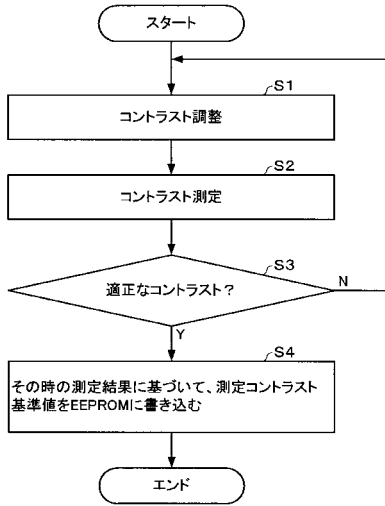 スタート
S1
コントラスト調整
S2
コントラスト測定
S3
適正なコントラスト？
N
Y
S4
その時の測定結果に基づいて、測定コントラスト
基準値をEEPROMに書き込む
エンド